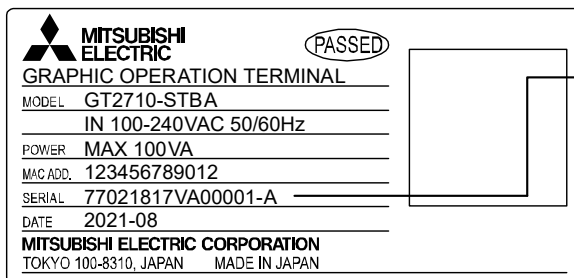 MITSUBISHI
ELECTRIC
PASSED
GRAPHIC OPERATION TERMINAL
MODEL GT2710-STBA
IN 100-240VAC 50/60Hz
POWER MAX 100VA
MAC ADD. 123456789012
SERIAL 77021817VA00001-A
DATE 2021-08
MITSUBISHI ELECTRIC CORPORATION
TOKYO 100-8310, JAPAN MADE IN JAPAN